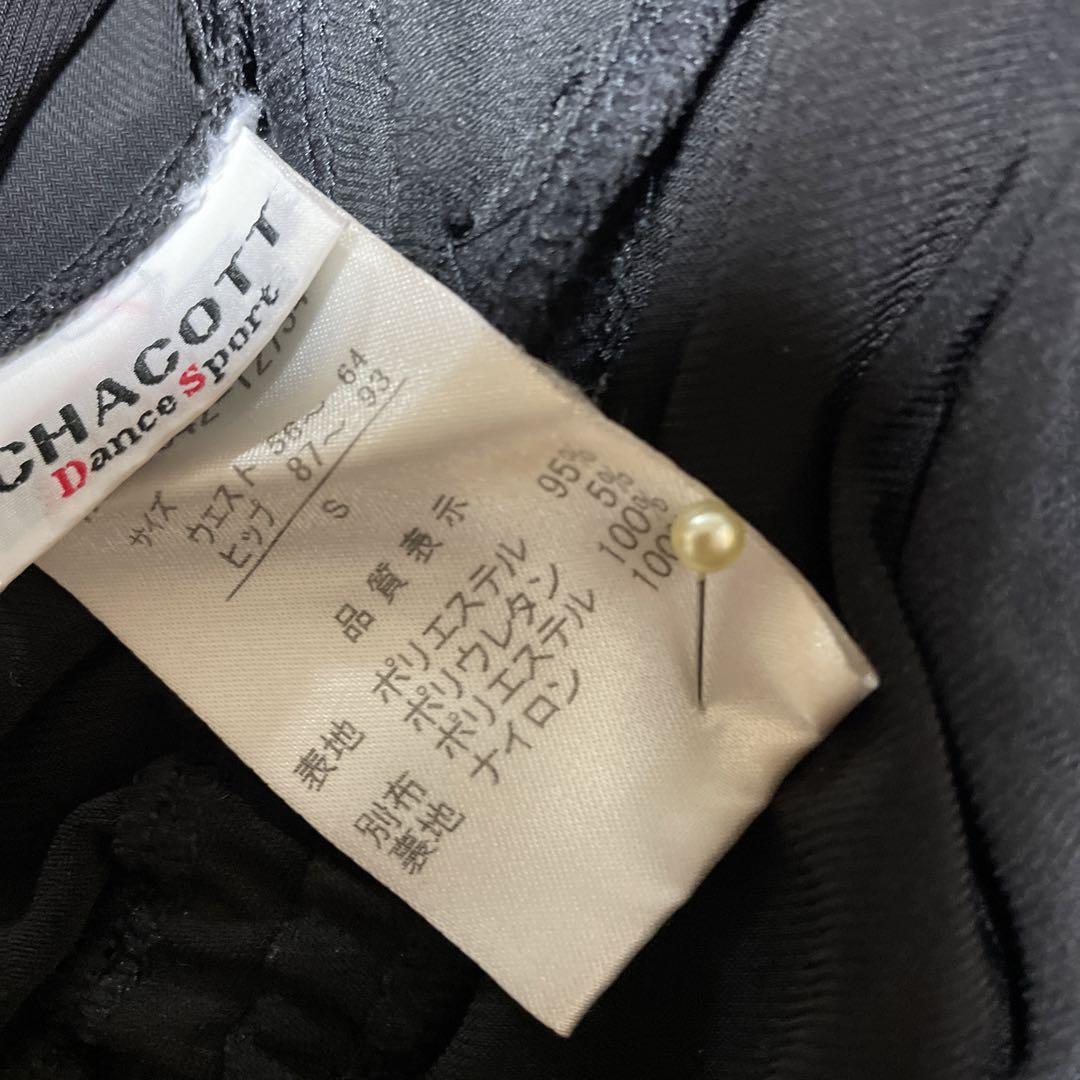 CHACOTT
Dance Sport
サイズ
ウエスト 56〜64
ヒップ 87〜93
S
品質表示
表地 ポリエステル 95%
ポリウレタン 5%
別布 ポリエステル 100%
裏地 ナイロン